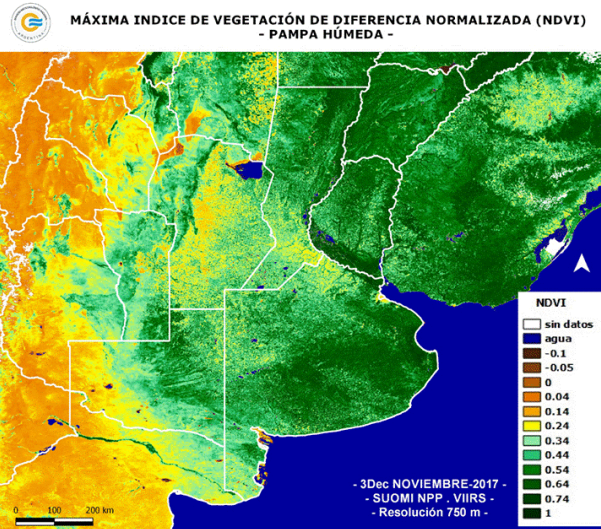 MÁXIMA INDICE DE VEGETACIÓN DE DIFERENCIA NORMALIZADA (NDVI)
- PAMPA HÚMEDA -
ARGENTINA
NDVI
sin datos
agua
-0.1
-0.05
0
0.04
0.14
0.24
0.34
0.44
0.54
0.64
0.74
1
- 3Dec NOVIEMBRE-2017 -
- SUOMI NPP . VIIRS -
- Resolución 750 m -
0 100 200 km